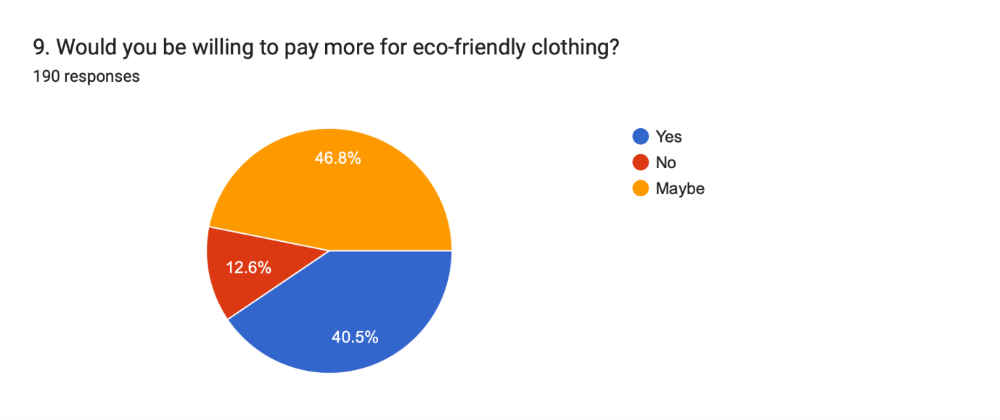 9. Would you be willing to pay more for eco-friendly clothing?
190 responses
Yes
No
Maybe
46.8%
12.6%
40.5%